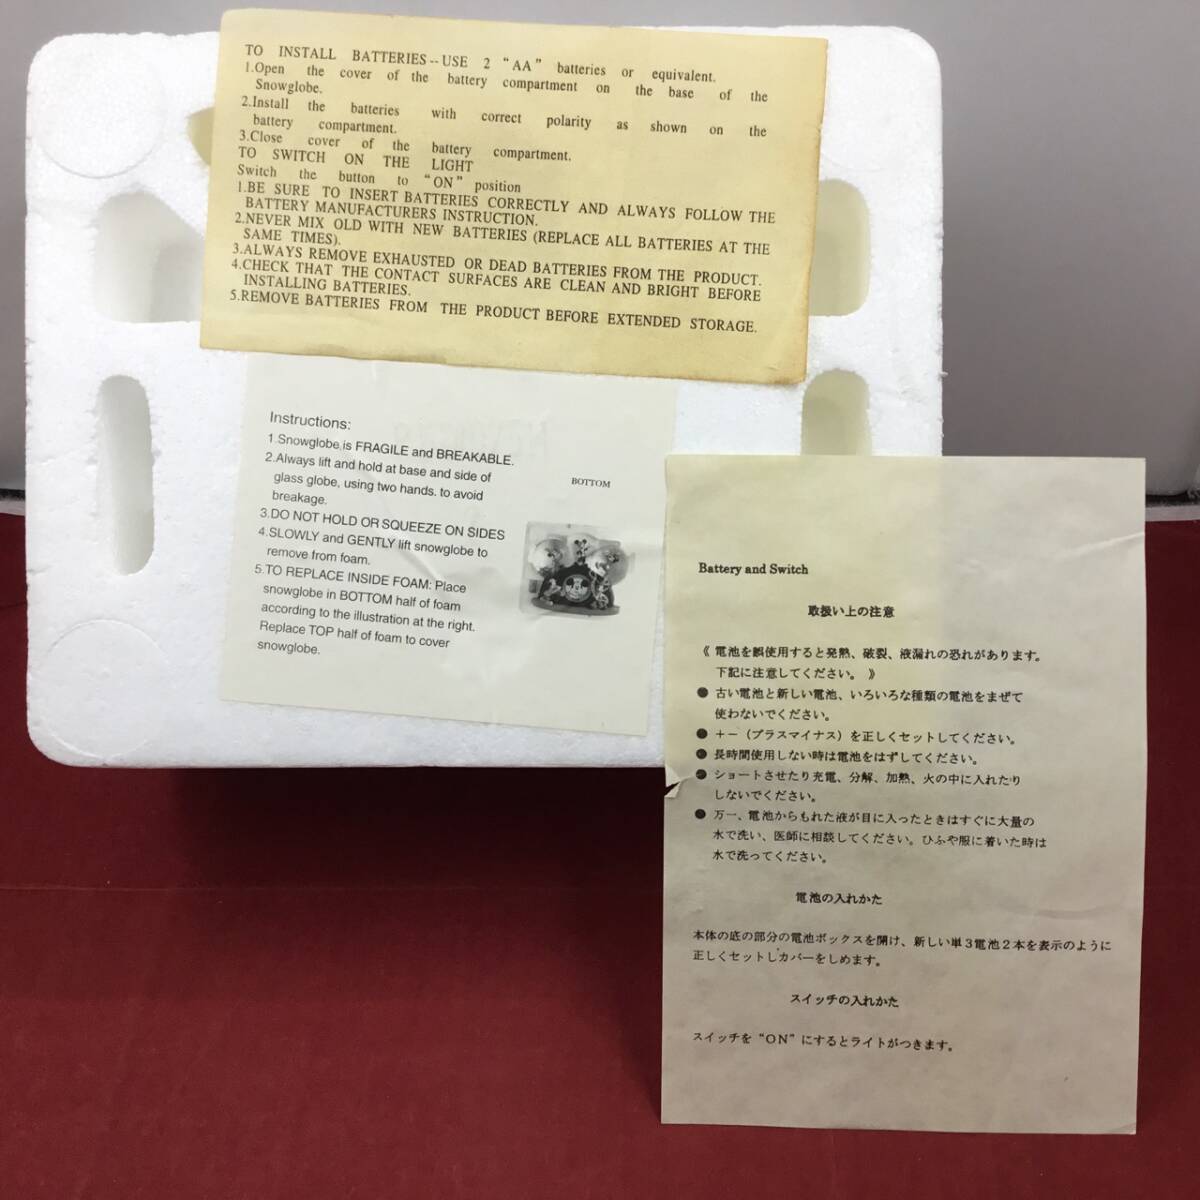 TO INSTALL BATTERIES--USE 2 “AA” batteries or equivalent.
1.Open the cover of the battery compartment on the base of the
Snowglobe.
2.Install the batteries with correct polarity as shown on the
battery compartment.
3.Close cover of the battery compartment.
TO SWITCH ON THE LIGHT
Switch the button to “ON” position
1.BE SURE TO INSERT BATTERIES CORRECTLY AND ALWAYS FOLLOW THE
BATTERY MANUFACTURERS INSTRUCTION.
2.NEVER MIX OLD WITH NEW BATTERIES (REPLACE ALL BATTERIES AT THE
SAME TIMES).
3.ALWAYS REMOVE EXHAUSTED OR DEAD BATTERIES FROM THE PRODUCT.
4.CHECK THAT THE CONTACT SURFACES ARE CLEAN AND BRIGHT BEFORE
INSTALLING BATTERIES.
5.REMOVE BATTERIES FROM THE PRODUCT BEFORE EXTENDED STORAGE.
Instructions:
1.Snowglobe is FRAGILE and BREAKABLE.
2.Always lift and hold at base and side of
glass globe, using two hands. to avoid
breakage.
3.DO NOT HOLD OR SQUEEZE ON SIDES
4.SLOWLY and GENTLY lift snowglobe to
remove from foam.
5.TO REPLACE INSIDE FOAM: Place
snowglobe in BOTTOM half of foam
according to the illustration at the right.
Replace TOP half of foam to cover
snowglobe.
BOTTOM
Battery and Switch
取扱い上の注意
《 電池を誤使用すると発熱、破裂、液漏れの恐れがあります。
下記に注意してください。 》
● 古い電池と新しい電池、いろいろな種類の電池をまぜて
使わないでください。
● +-(プラスマイナス)を正しくセットしてください。
● 長時間使用しない時は電池をはずしてください。
● ショートさせたり充電、分解、加熱、火の中に入れたり
しないでください。
● 万一、電池からもれた液が目に入ったときはすぐに大量の
水で洗い、医師に相談してください。ひふや服に着いた時は
水で洗ってください。
電池の入れかた
本体の底の部分の電池ボックスを開け、新しい単3電池2本を表示のように
正しくセットしカバーをしめます。
スイッチの入れかた
スイッチを“ON”にするとライトがつきます。